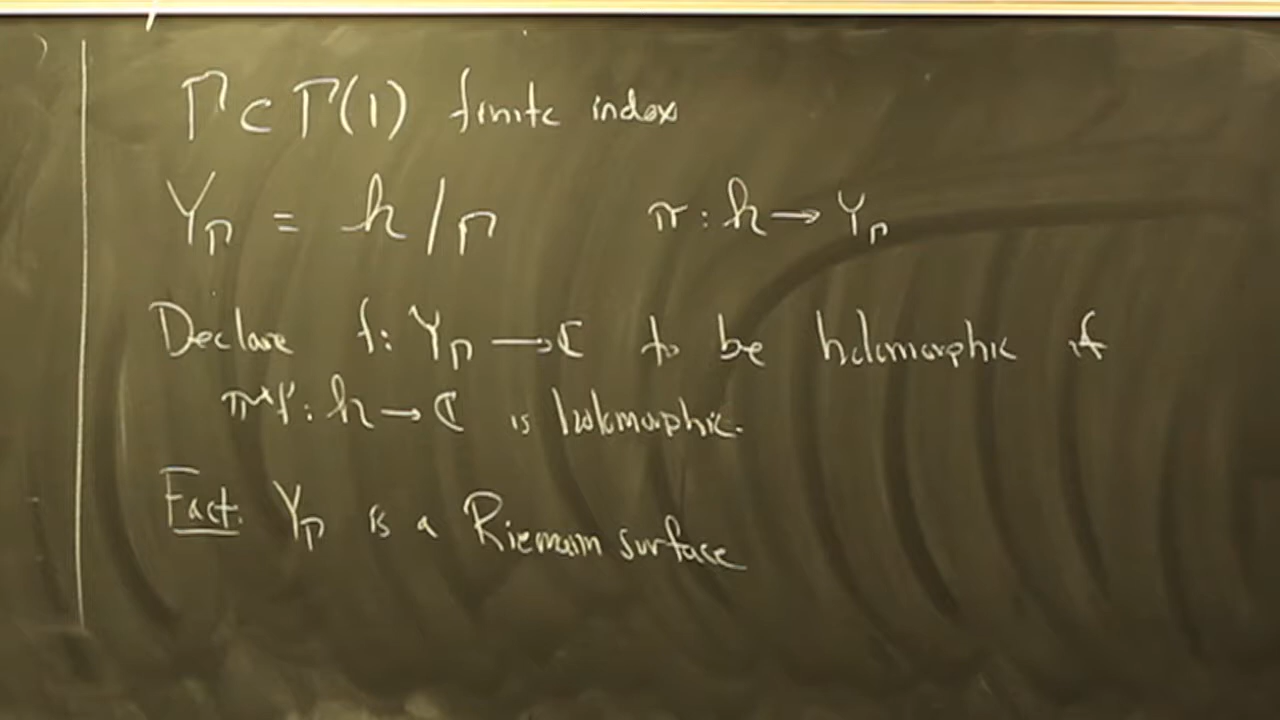 Γ ⊂ Γ(1) finite index
Y_Γ = h / Γ π : h → Y_Γ
Declare f : Y_Γ → ℂ to be holomorphic if
π*f : h → ℂ is holomorphic.
Fact: Y_Γ is a Riemann surface